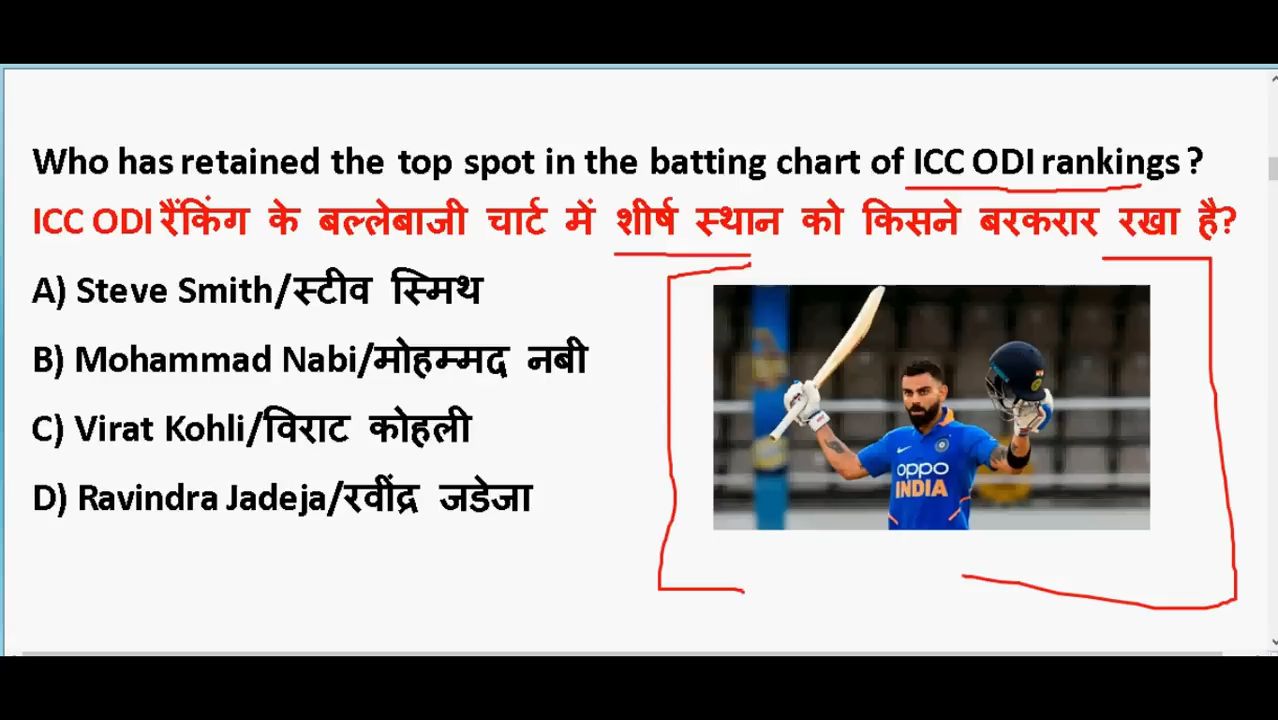 Who has retained the top spot in the batting chart of ICC ODI rankings ?
ICC ODI रैंकिंग के बल्लेबाजी चार्ट में शीर्ष स्थान को किसने बरकरार रखा है?
A) Steve Smith/स्टीव स्मिथ
B) Mohammad Nabi/मोहम्मद नबी
C) Virat Kohli/विराट कोहली
D) Ravindra Jadeja/रवींद्र जडेजा
oppo
INDIA